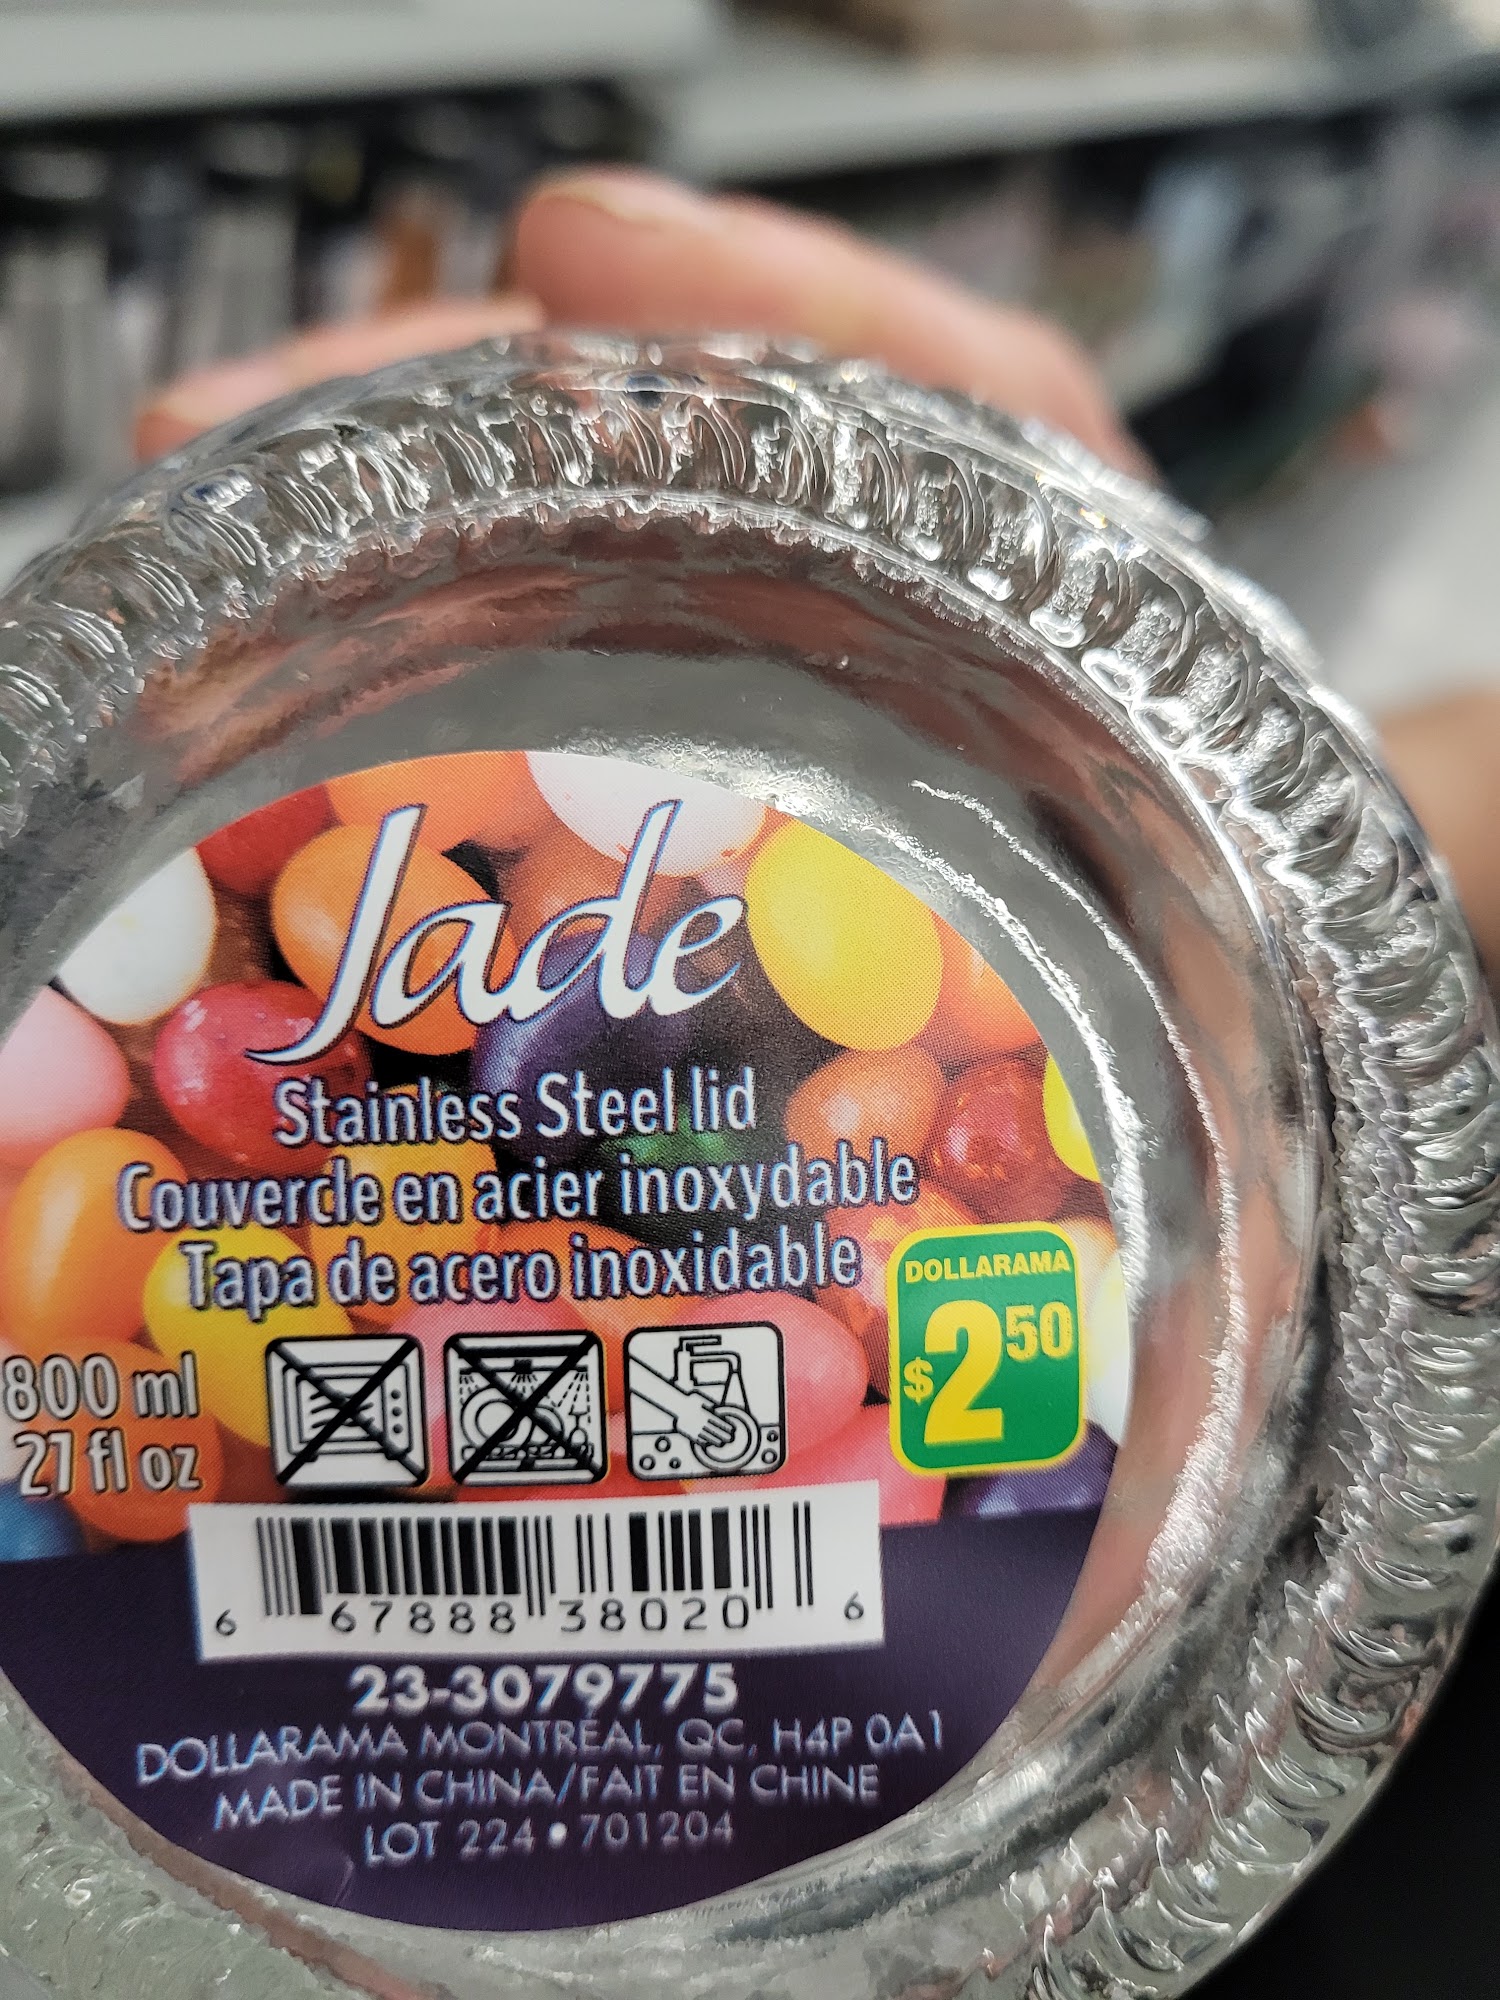 Jade
Stainless Steel lid
Couvercle en acier inoxydable
Tapa de acero inoxidable
DOLLARAMA
$2 50
800 ml
27 fl oz
6 67888 38020 6
23-3079775
DOLLARAMA MONTRÉAL, QC, H4P 0A1
MADE IN CHINA/FAIT EN CHINE
LOT 224 • 701204